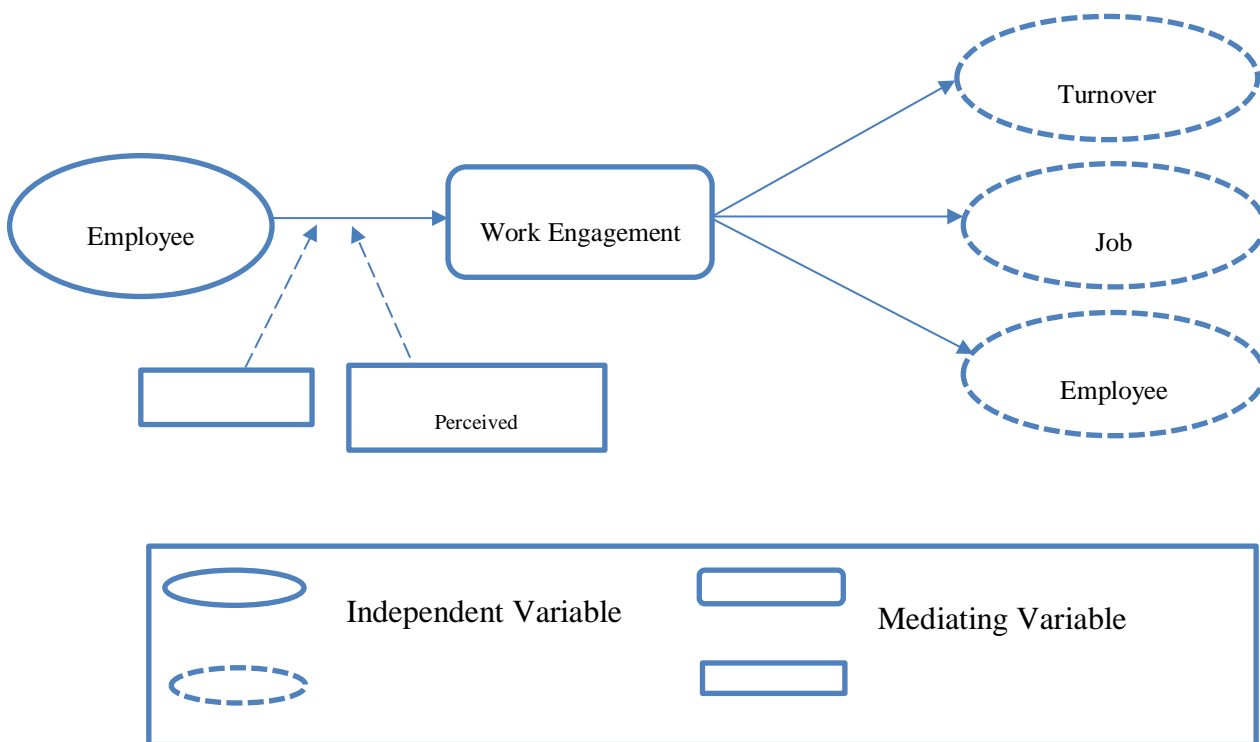 Turnover
Employee
Work Engagement
Job
Perceived
Employee
Independent Variable
Mediating Variable